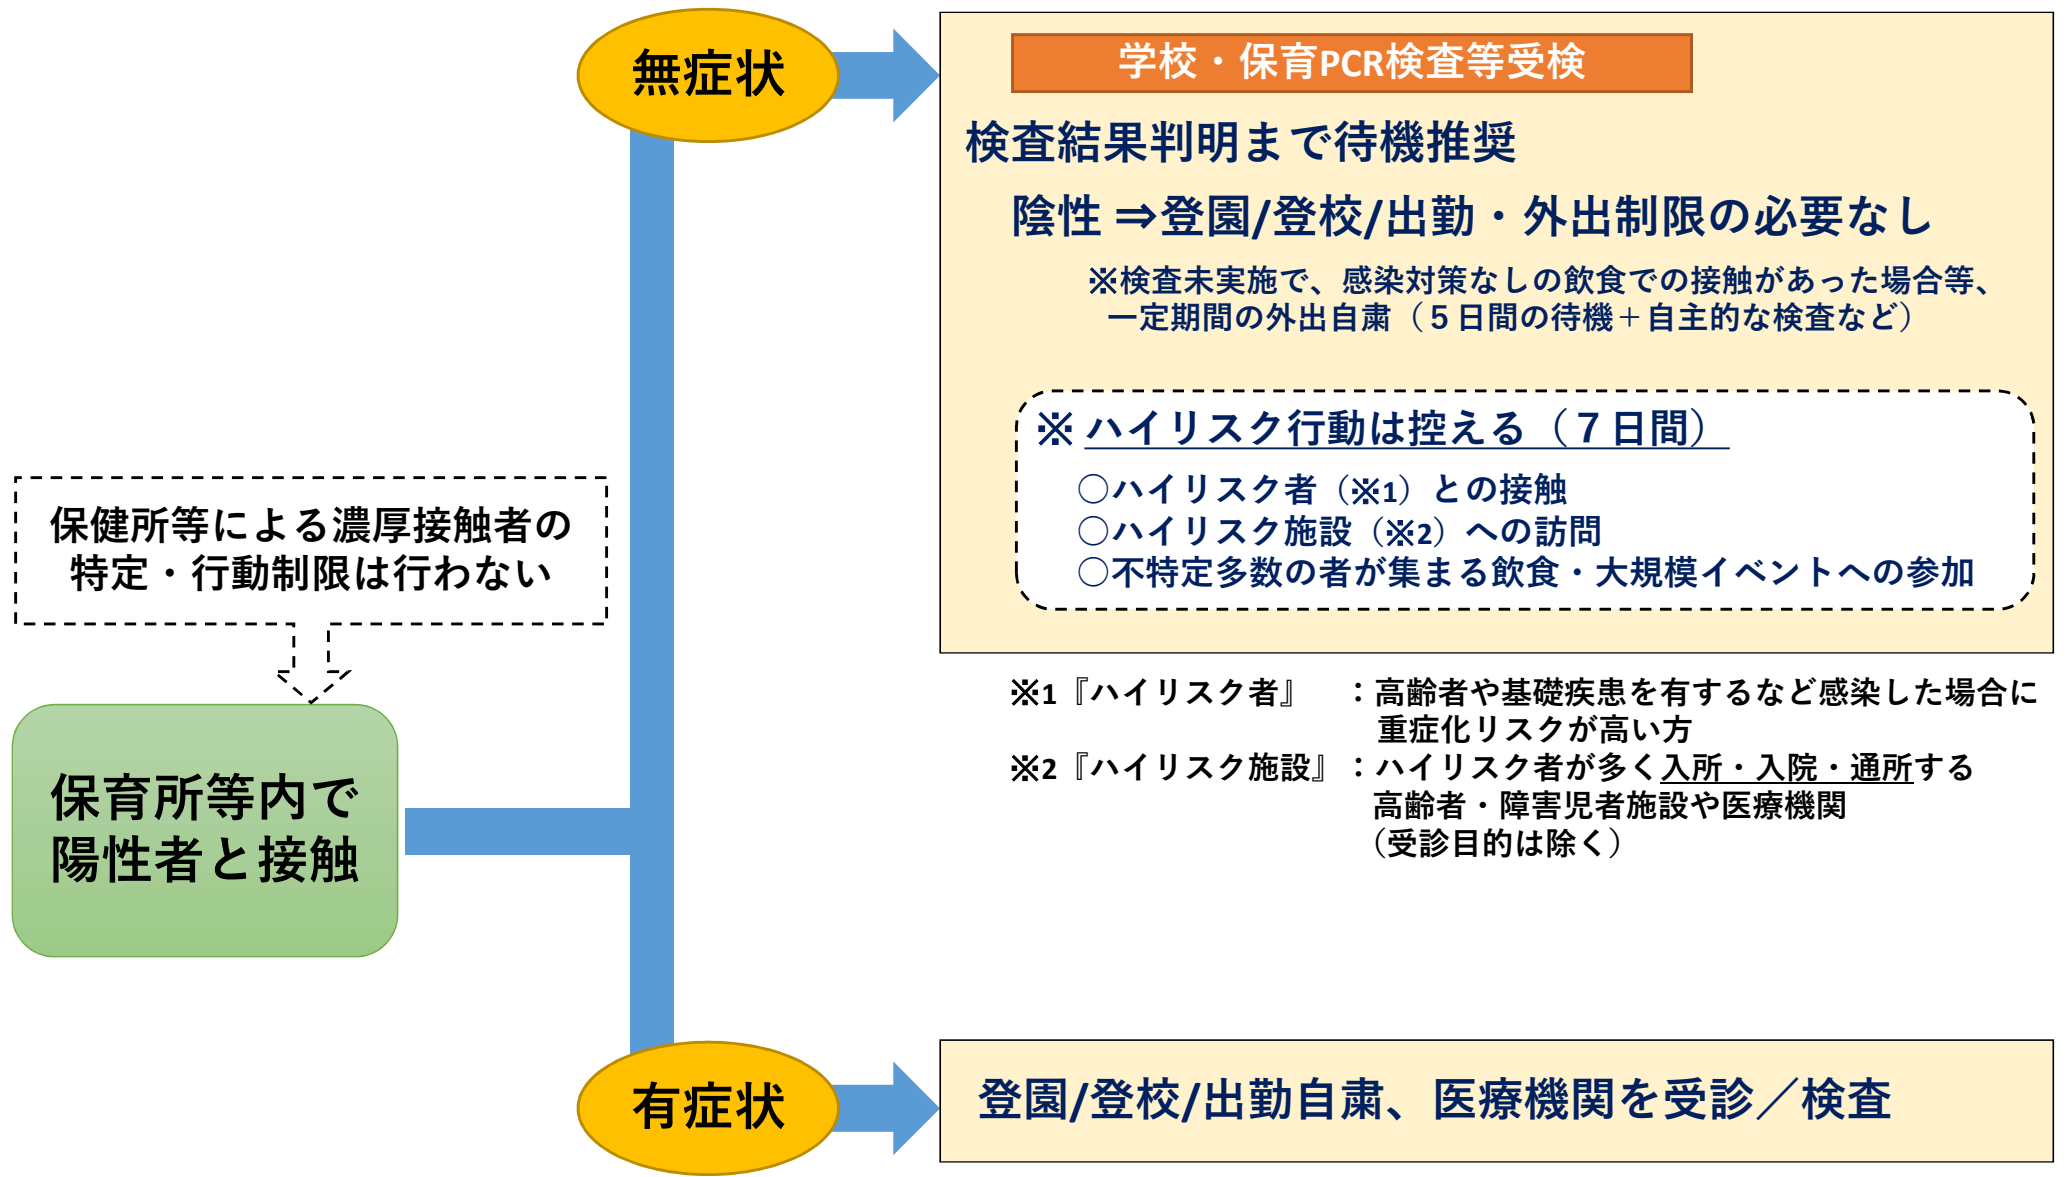 保健所等による濃厚接触者の
特定・行動制限は行わない
保育所等内で
陽性者と接触
無症状
学校・保育PCR検査等受検
検査結果判明まで待機推奨
陰性 ⇒登園/登校/出勤・外出制限の必要なし
※検査未実施で、感染対策なしの飲食での接触があった場合等、
一定期間の外出自粛（５日間の待機＋自主的な検査など）
※ ハイリスク行動は控える（７日間）
○ハイリスク者（※1）との接触
○ハイリスク施設（※2）への訪問
○不特定多数の者が集まる飲食・大規模イベントへの参加
※1『ハイリスク者』　：高齢者や基礎疾患を有するなど感染した場合に
重症化リスクが高い方
※2『ハイリスク施設』：ハイリスク者が多く入所・入院・通所する
高齢者・障害児者施設や医療機関
（受診目的は除く）
有症状
登園/登校/出勤自粛、医療機関を受診／検査